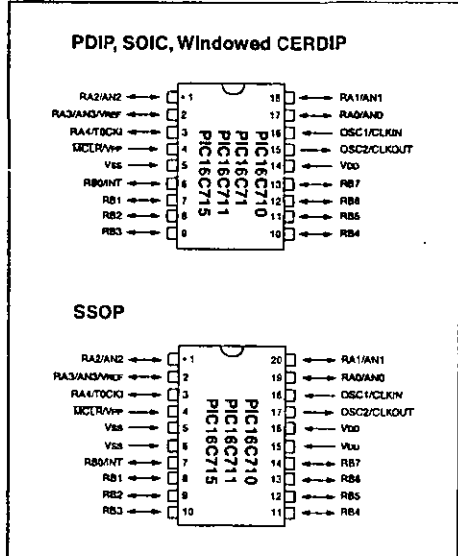 PDIP, SOIC, Windowed CERDIP
RA2/AN2 1 18 RA1/AN1
RA3/AN3/VREF 2 17 RA0/AN0
RA4/T0CKI 3 16 OSC1/CLKIN
MCLR/VPP 4 15 OSC2/CLKOUT
VSS 5 14 VDD
RB0/INT 6 13 RB7
RB1 7 12 RB6
RB2 8 11 RB5
RB3 9 10 RB4
PIC16C710
PIC16C71
PIC16C711
PIC16C715
SSOP
RA2/AN2 1 20 RA1/AN1
RA3/AN3/VREF 2 19 RA0/AN0
RA4/T0CKI 3 18 OSC1/CLKIN
MCLR/VPP 4 17 OSC2/CLKOUT
VSS 5 16 VDD
VSS 6 15 VDD
RB0/INT 7 14 RB7
RB1 8 13 RB6
RB2 9 12 RB5
RB3 10 11 RB4
PIC16C710
PIC16C711
PIC16C715